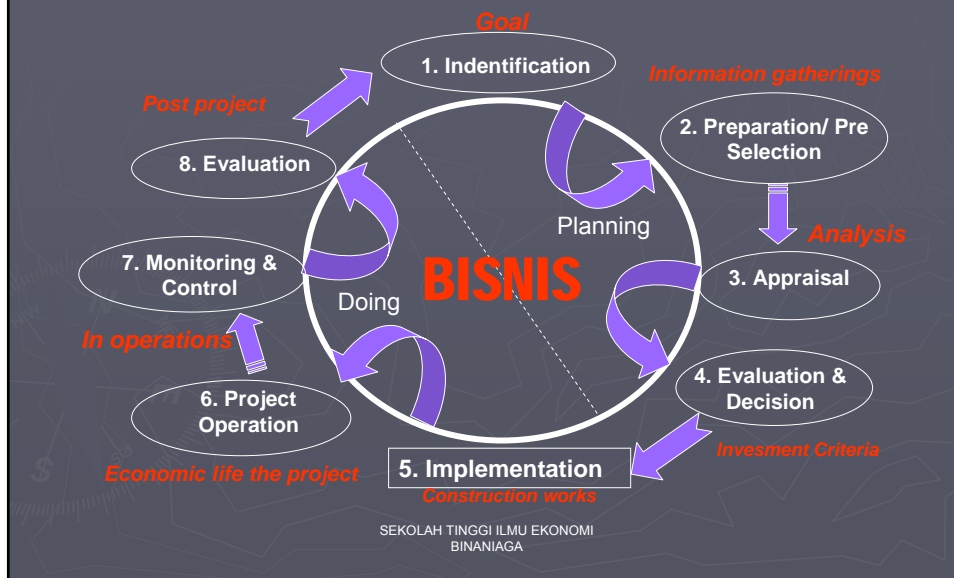 Goal
1. Indentification
Information gatherings
2. Preparation/ Pre
Selection
Analysis
3. Appraisal
4. Evaluation &
Decision
Invesment Criteria
5. Implementation
Construction works
6. Project
Operation
Economic life the project
In operations
7. Monitoring &
Control
8. Evaluation
Post project
Planning
BISNIS
Doing
SEKOLAH TINGGI ILMU EKONOMI
BINANIAGA